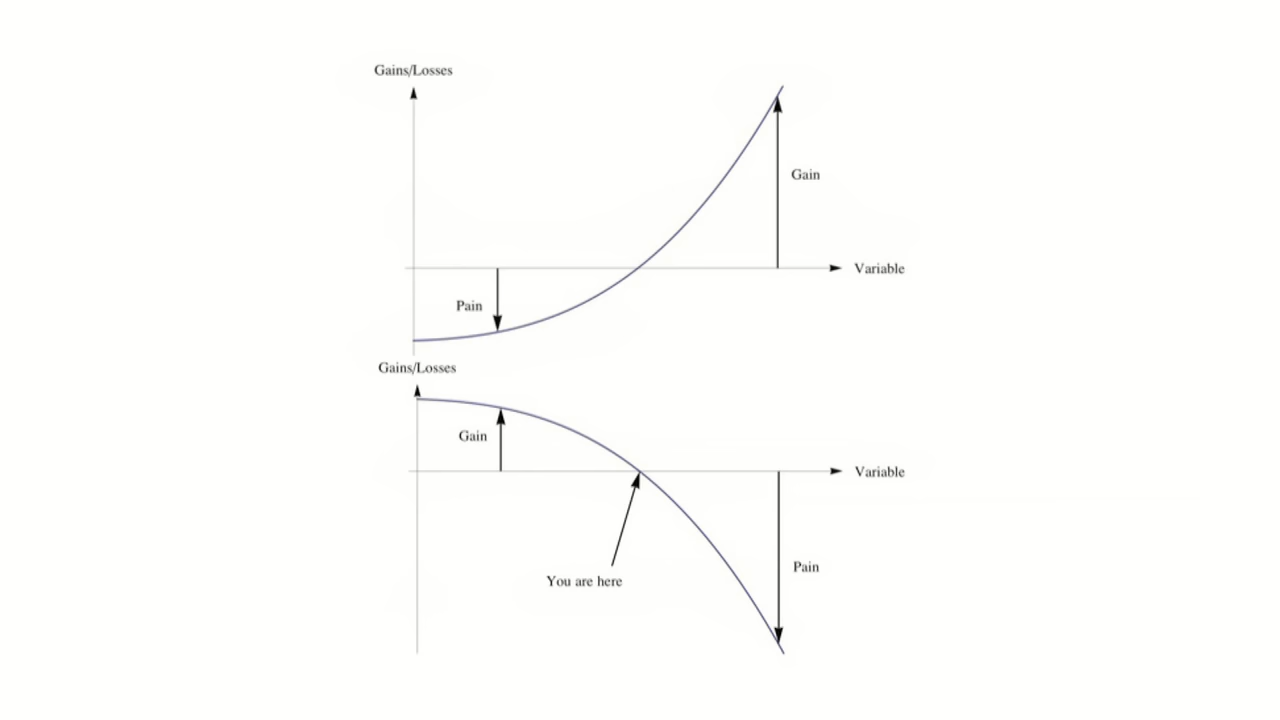 Gains/Losses
Gain
Variable
Pain
Gains/Losses
Gain
Variable
Pain
You are here